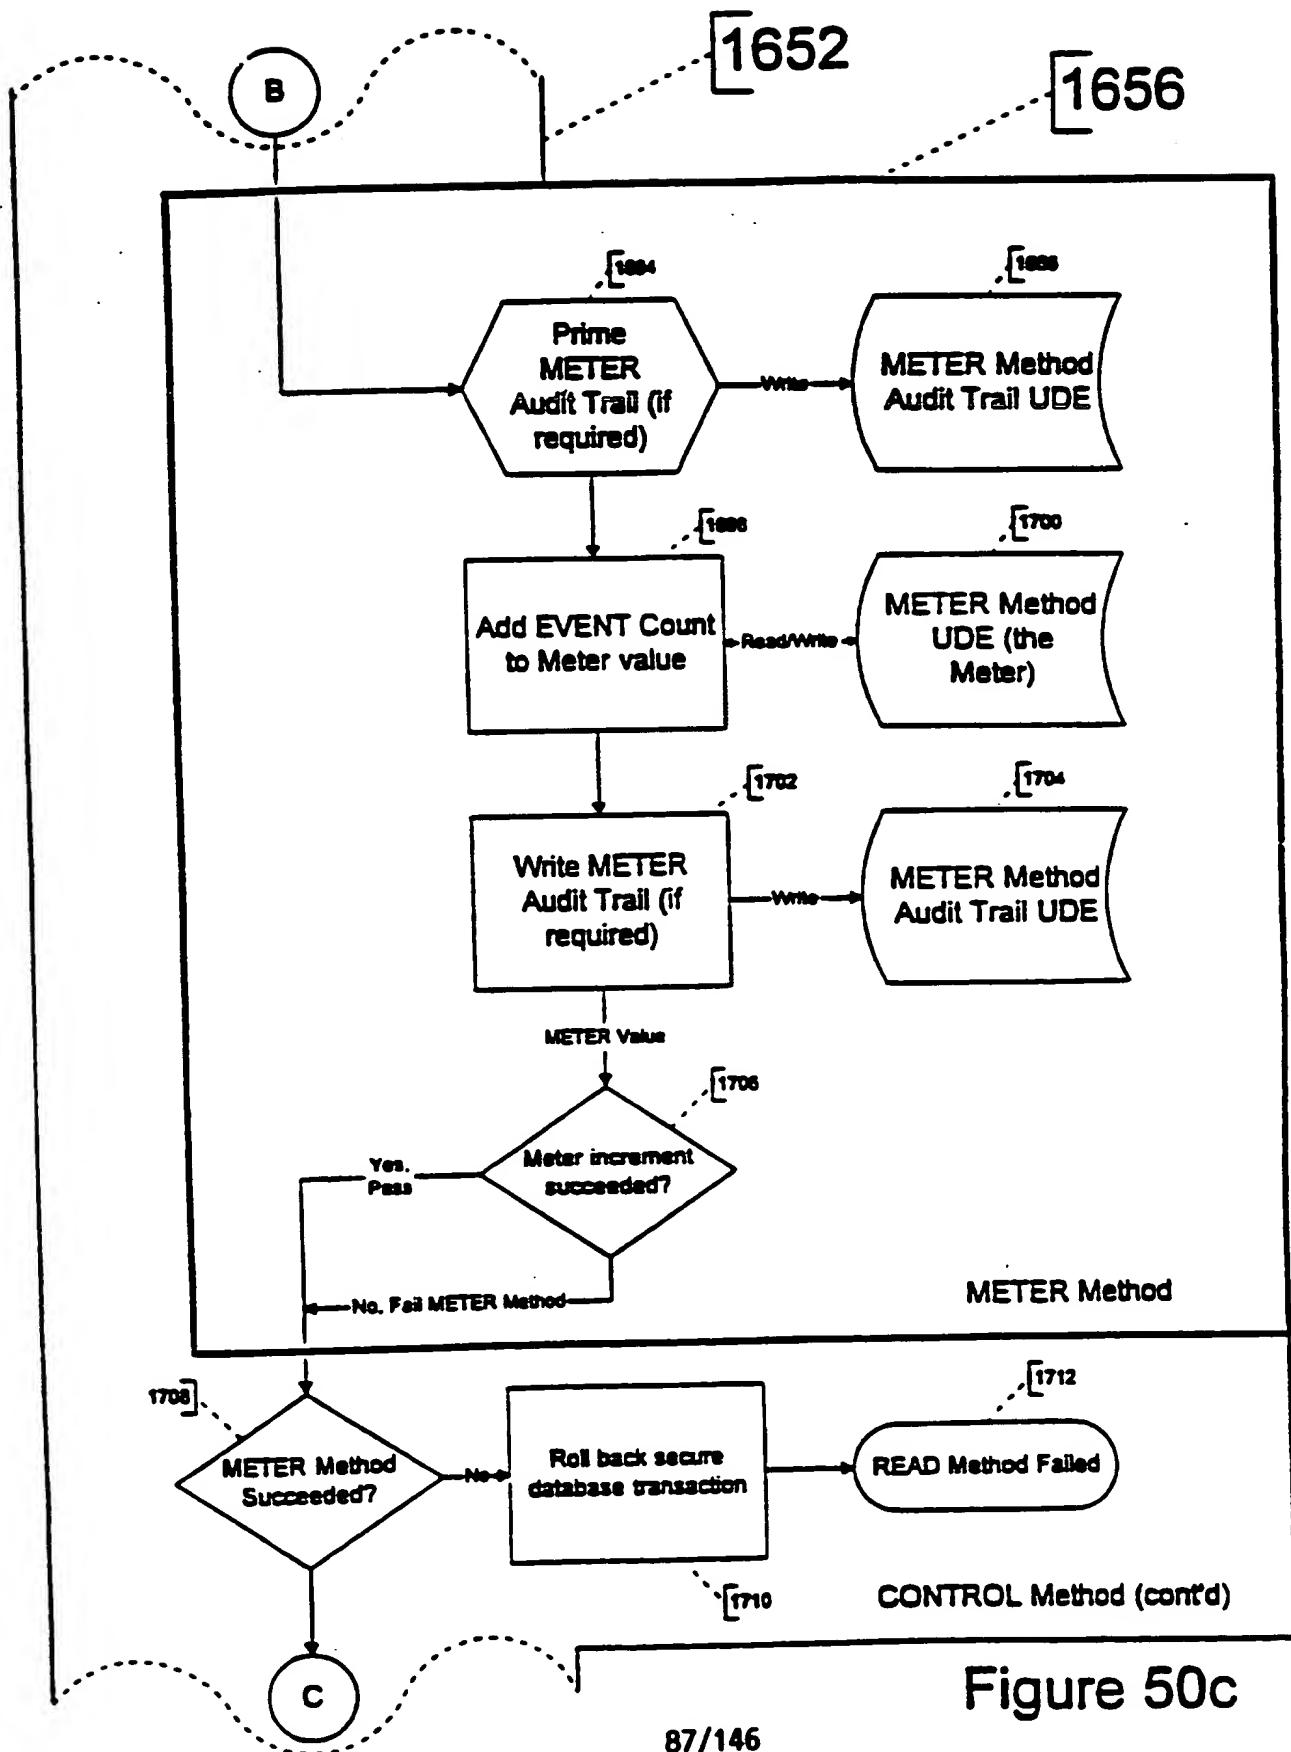 1652
1656
B
1694
Prime
METER
Audit Trail (if
required)
Write
METER Method
Audit Trail UDE
1700
Add EVENT Count
to Meter value
Read/Write
METER Method
UDE (the
Meter)
1702
1704
Write METER
Audit Trail (if
required)
Write
METER Method
Audit Trail UDE
METER Value
1706
Meter increment
succeeded?
Yes,
Pass
No, Fail METER Method
METER Method
1708
METER Method
Succeeded?
No
Roll back secure
database transaction
1710
1712
READ Method Failed
CONTROL Method (cont'd)
C
Figure 50c
87/146